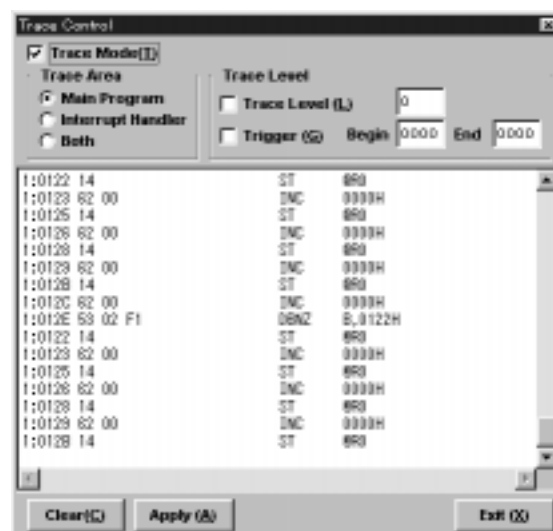 Trace Control
Trace Mode(T)
Trace Area
Main Program
Interrupt Handler
Both
Trace Level
Trace Level (L) 0
Trigger (G) Begin 0000 End 0000
1:0122 14 ST @R0
1:0123 62 00 INC 0000H
1:0125 14 ST @R0
1:0126 62 00 INC 0000H
1:0128 14 ST @R0
1:0129 62 00 INC 0000H
1:012B 14 ST @R0
1:012C 62 00 INC 0000H
1:012E 53 02 F1 DBNZ B,0122H
1:0122 14 ST @R0
1:0123 62 00 INC 0000H
1:0125 14 ST @R0
1:0126 62 00 INC 0000H
1:0128 14 ST @R0
1:0129 62 00 INC 0000H
1:012B 14 ST @R0
Clear(C) Apply (A) Exit (X)